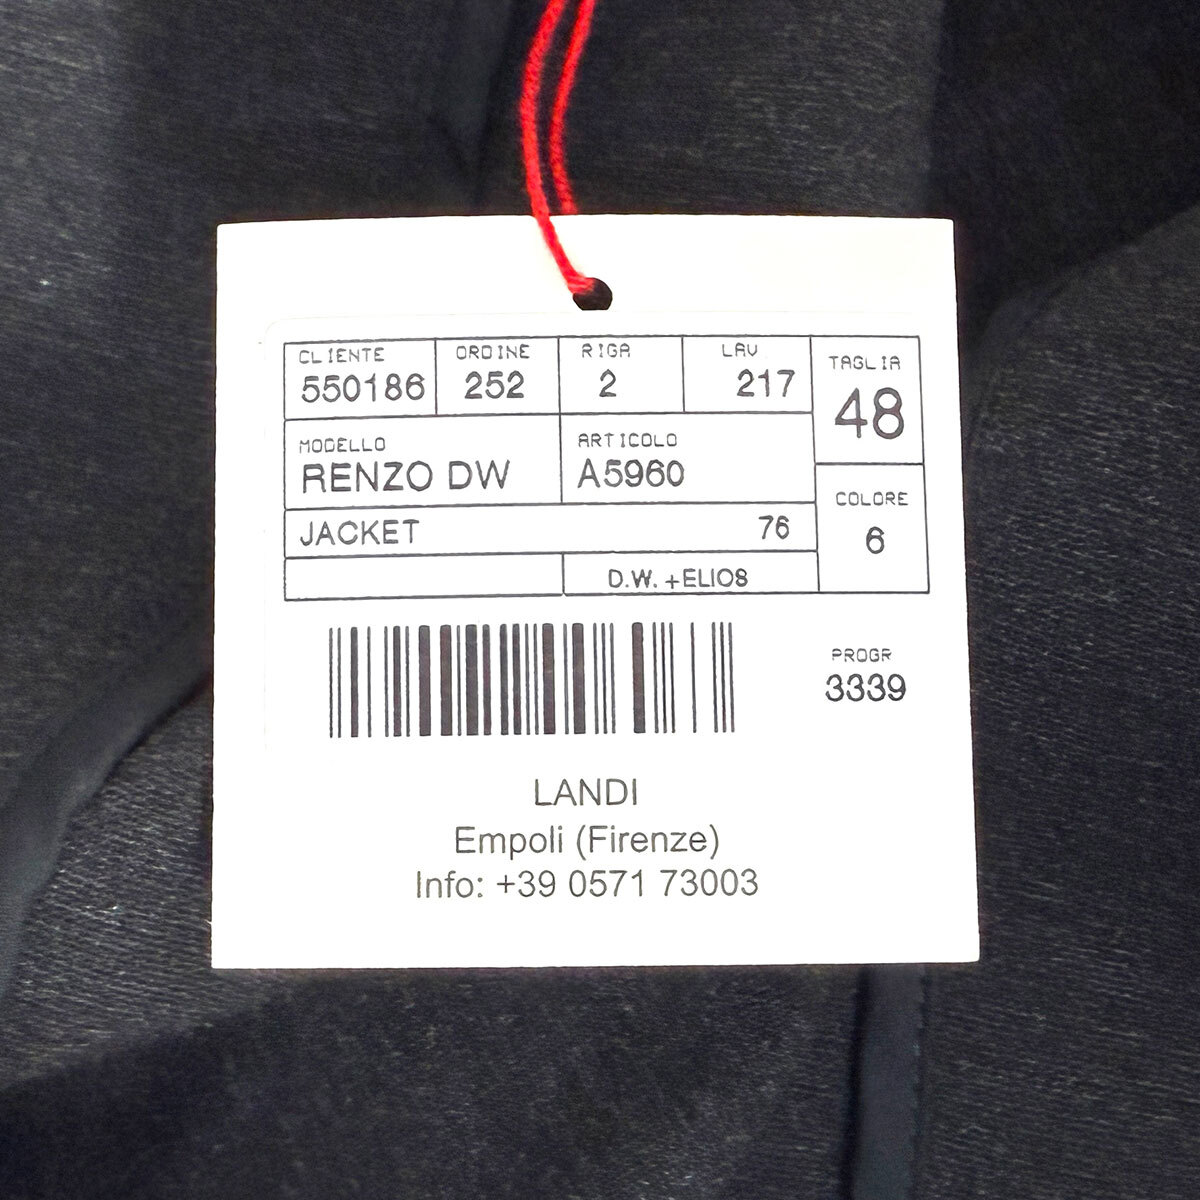 CLIENTE ORDINE RIGA LAV TAGLIA
550186 252 2 217 48
MODELLO ARTICOLO COLORE
RENZO DW A5960 6
JACKET 76
D.W. +ELIO8
PROGR
3339
LANDI
Empoli (Firenze)
Info: +39 0571 73003